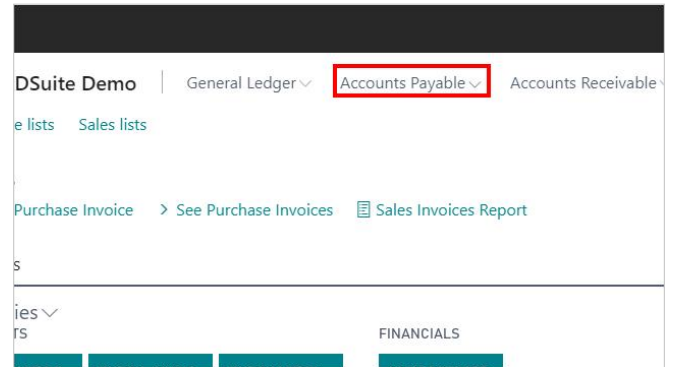 DSuite Demo General Ledger Accounts Payable Accounts Receivable
e lists Sales lists
Purchase Invoice > See Purchase Invoices Sales Invoices Report
s
ies
TS FINANCIALS